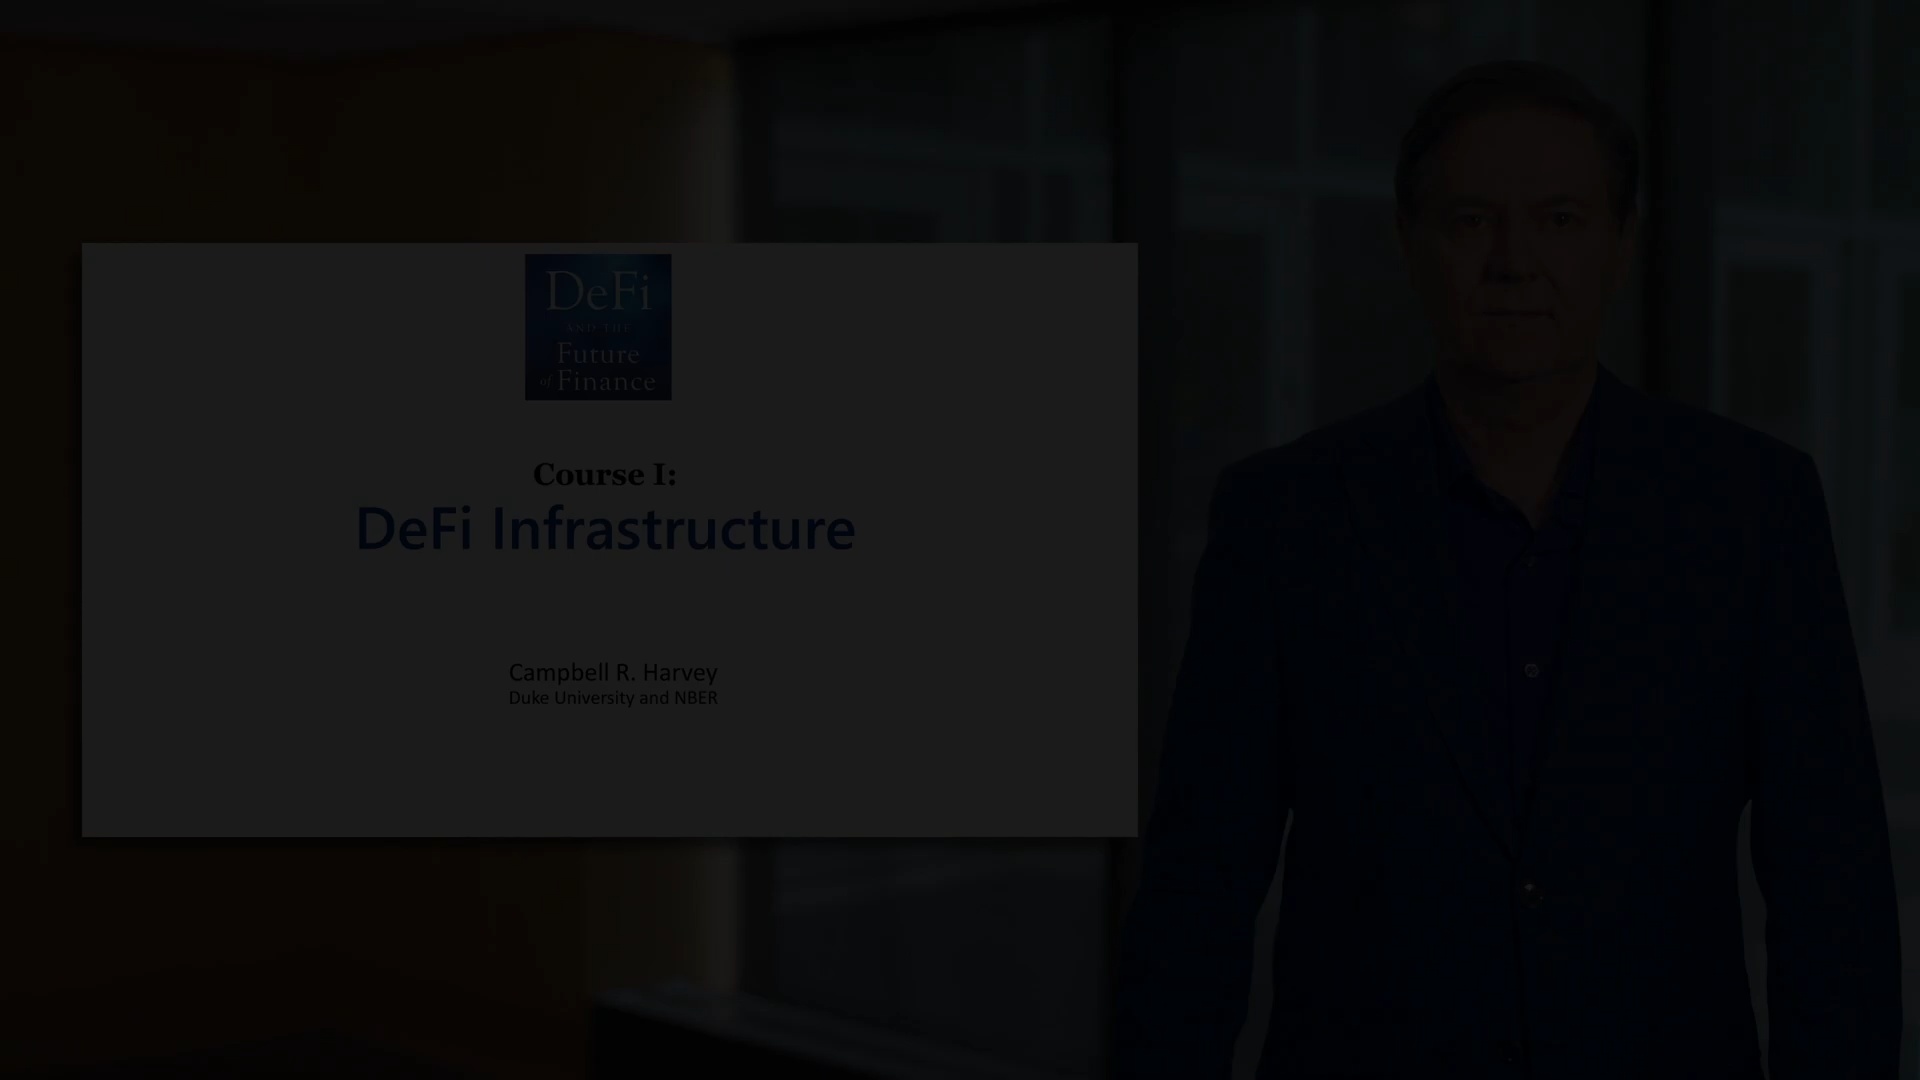 DeFi
AND THE
Future
of Finance
Course I:
DeFi Infrastructure
Campbell R. Harvey
Duke University and NBER